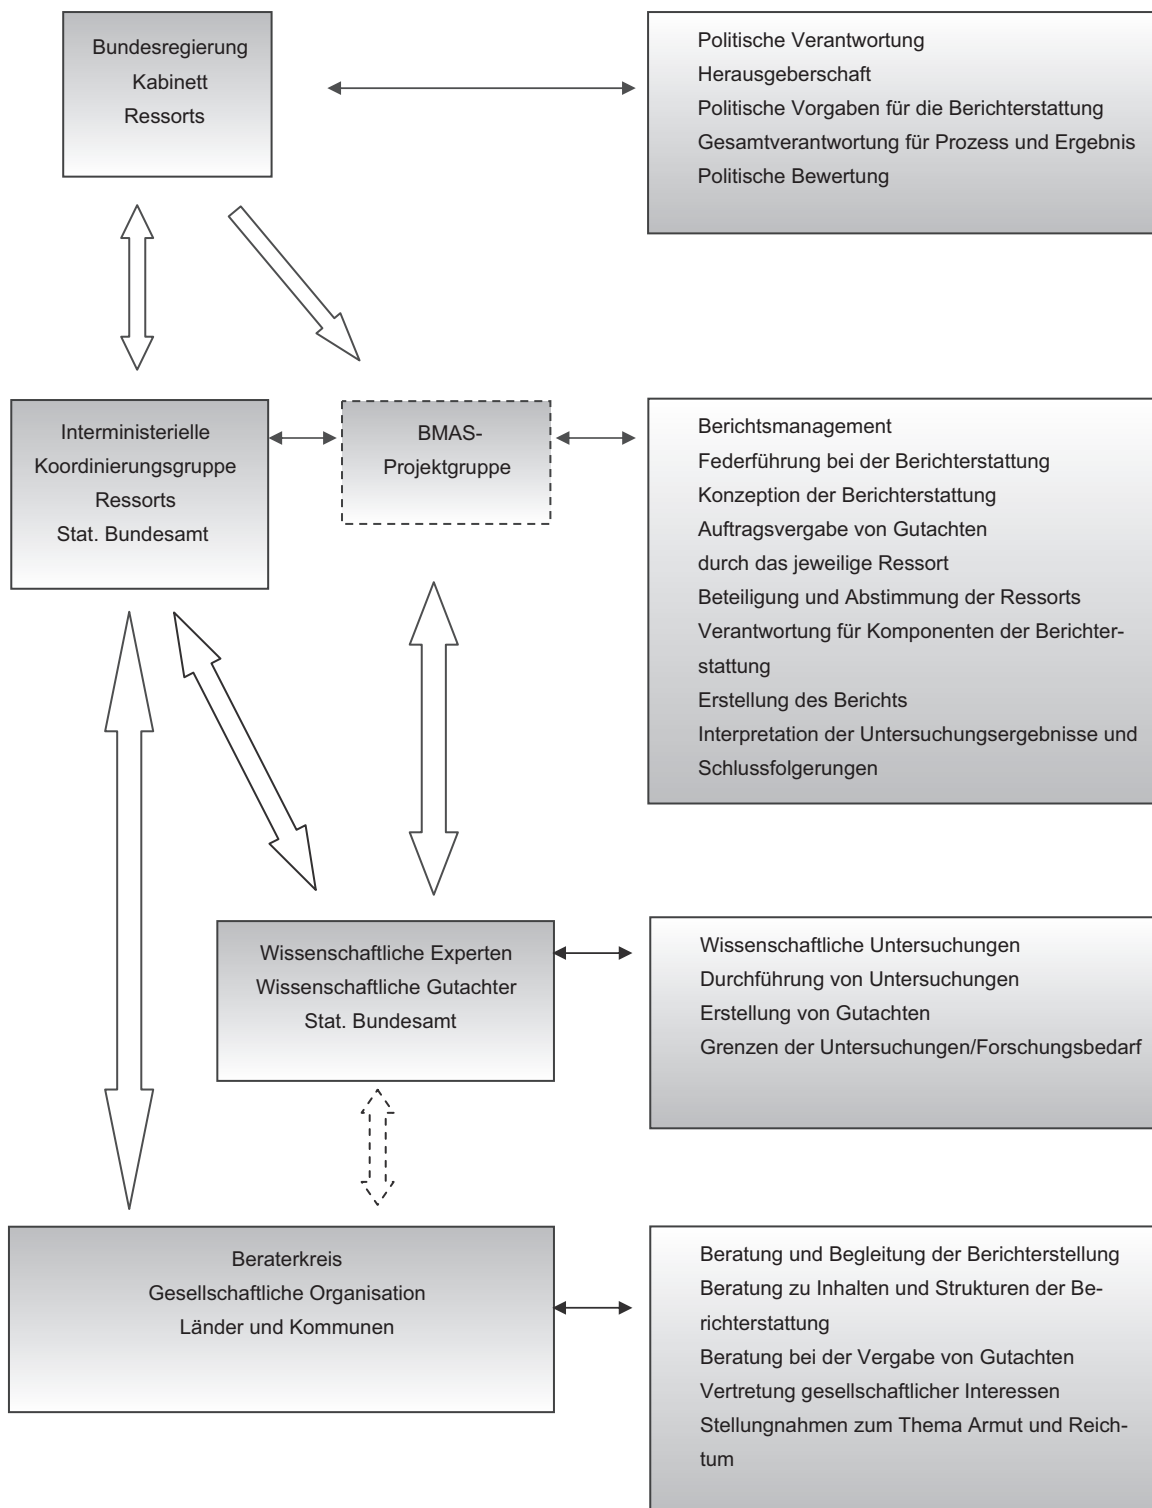 Bundesregierung
Kabinett
Ressorts
Politische Verantwortung
Herausgeberschaft
Politische Vorgaben für die Berichterstattung
Gesamtverantwortung für Prozess und Ergebnis
Politische Bewertung
Interministerielle
Koordinierungsgruppe
Ressorts
Stat. Bundesamt
BMAS-
Projektgruppe
Berichtsmanagement
Federführung bei der Berichterstattung
Konzeption der Berichterstattung
Auftragsvergabe von Gutachten
durch das jeweilige Ressort
Beteiligung und Abstimmung der Ressorts
Verantwortung für Komponenten der Berichter-
stattung
Erstellung des Berichts
Interpretation der Untersuchungsergebnisse und
Schlussfolgerungen
Wissenschaftliche Experten
Wissenschaftliche Gutachter
Stat. Bundesamt
Wissenschaftliche Untersuchungen
Durchführung von Untersuchungen
Erstellung von Gutachten
Grenzen der Untersuchungen/Forschungsbedarf
Beraterkreis
Gesellschaftliche Organisation
Länder und Kommunen
Beratung und Begleitung der Berichterstellung
Beratung zu Inhalten und Strukturen der Be-
richterstattung
Beratung bei der Vergabe von Gutachten
Vertretung gesellschaftlicher Interessen
Stellungnahmen zum Thema Armut und Reich-
tum